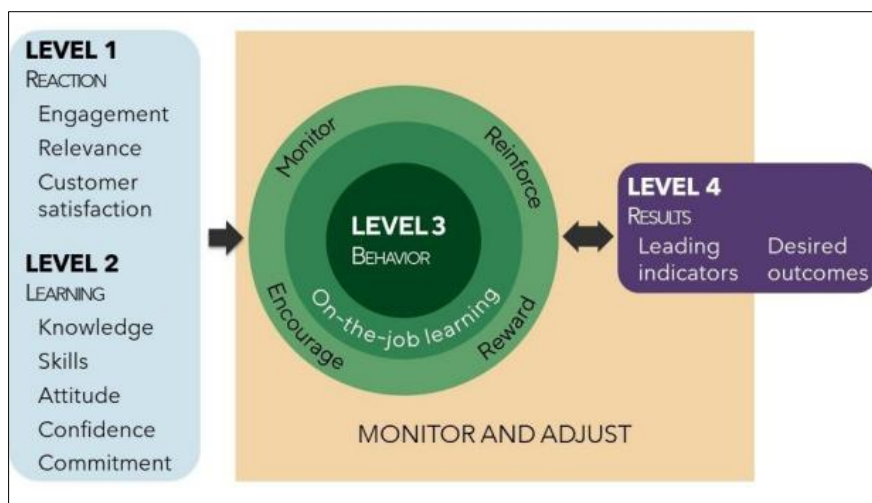 LEVEL 1
REACTION
Engagement
Relevance
Customer
satisfaction
LEVEL 2
LEARNING
Knowledge
Skills
Attitude
Confidence
Commitment
Monitor
Reinforce
LEVEL 3
BEHAVIOR
On-the-job learning
Encourage
Reward
MONITOR AND ADJUST
LEVEL 4
RESULTS
Leading
indicators
Desired
outcomes